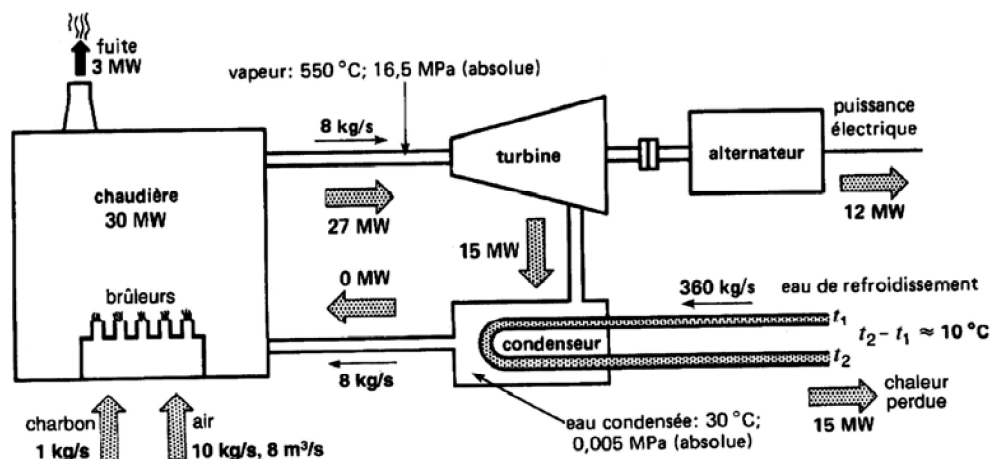 fuite
3 MW
vapeur: 550 °C; 16,5 MPa (absolue)
8 kg/s
turbine
alternateur
puissance
électrique
12 MW
chaudière
30 MW
27 MW
15 MW
0 MW
brûleurs
360 kg/s
eau de refroidissement
t₁
t₂ - t₁ ≈ 10 °C
condenseur
t₂
8 kg/s
chaleur
perdue
15 MW
charbon
1 kg/s
air
10 kg/s, 8 m³/s
eau condensée: 30 °C;
0,005 MPa (absolue)